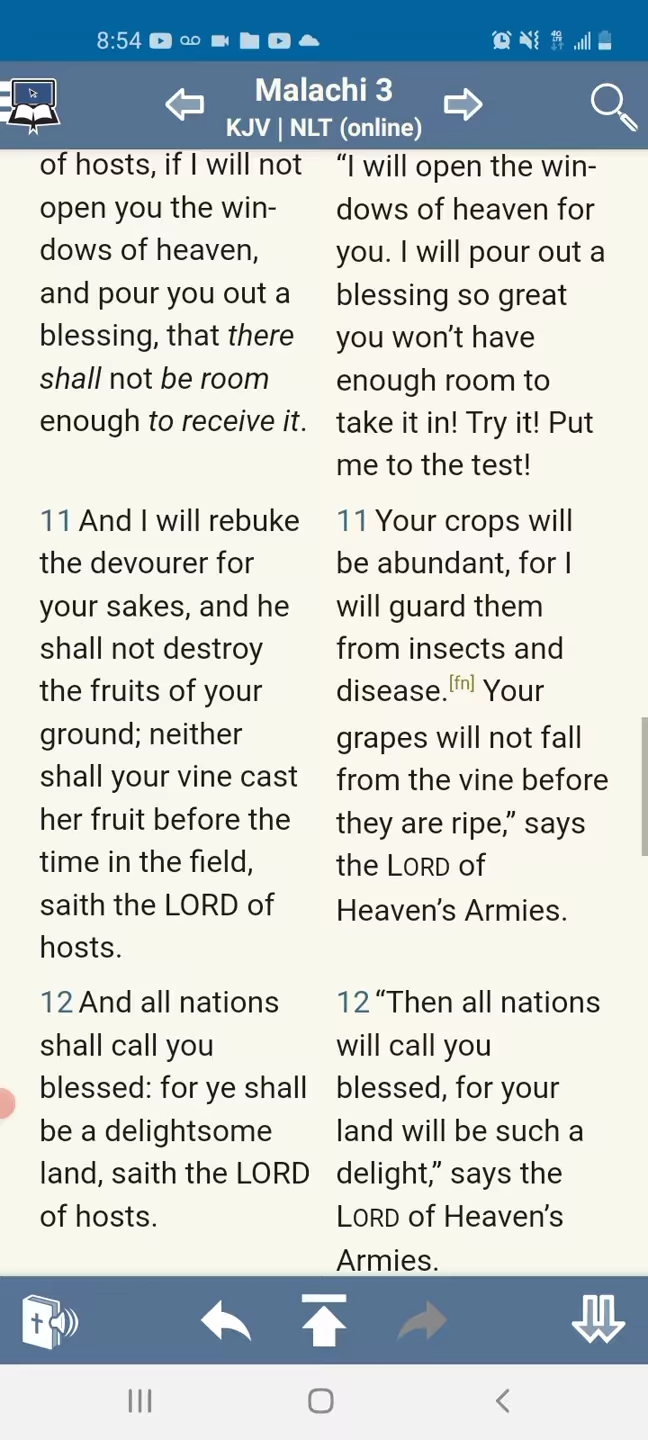 8:54
Malachi 3
KJV | NLT (online)
of hosts, if I will not
open you the win-
dows of heaven,
and pour you out a
blessing, that there
shall not be room
enough to receive it.
11 And I will rebuke
the devourer for
your sakes, and he
shall not destroy
the fruits of your
ground; neither
shall your vine cast
her fruit before the
time in the field,
saith the LORD of
hosts.
12 And all nations
shall call you
blessed: for ye shall
be a delightsome
land, saith the LORD
of hosts.
“I will open the win-
dows of heaven for
you. I will pour out a
blessing so great
you won’t have
enough room to
take it in! Try it! Put
me to the test!
11 Your crops will
be abundant, for I
will guard them
from insects and
disease.[fn] Your
grapes will not fall
from the vine before
they are ripe,” says
the LORD of
Heaven’s Armies.
12 “Then all nations
will call you
blessed, for your
land will be such a
delight,” says the
LORD of Heaven’s
Armies.